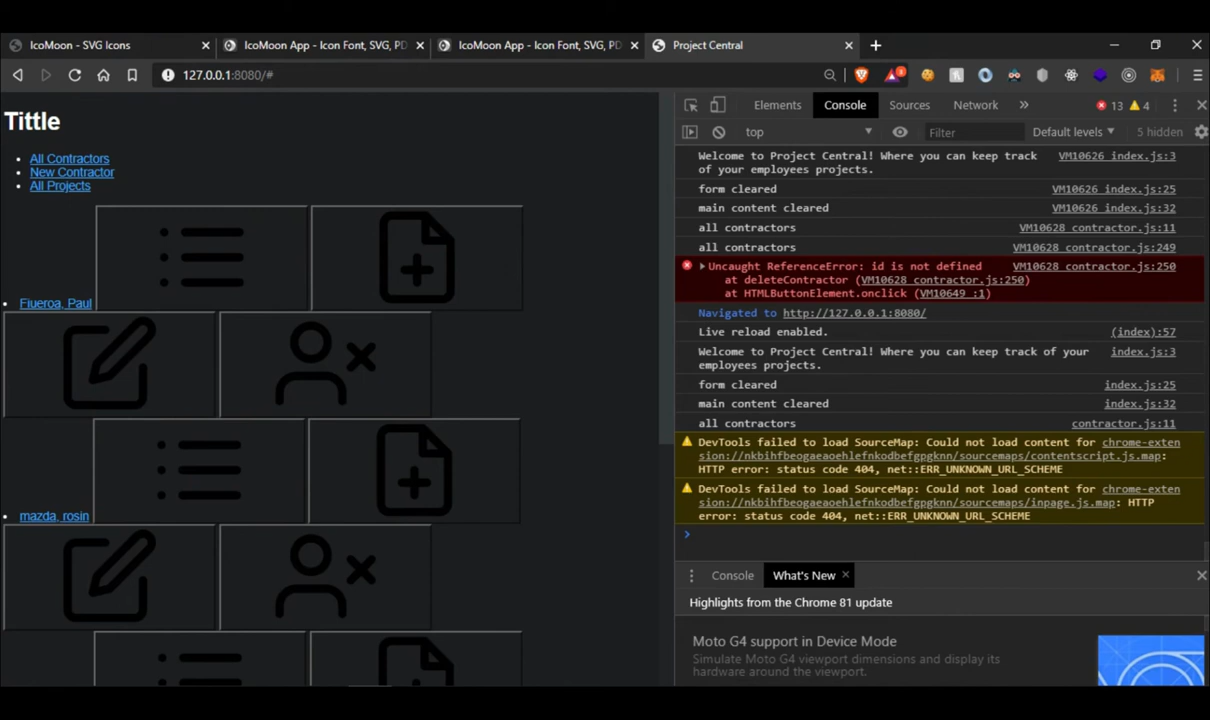 IcoMoon - SVG Icons
IcoMoon App - Icon Font, SVG, PD
IcoMoon App - Icon Font, SVG, PD
Project Central
127.0.0.1:8080/#
3
Tittle
All Contractors
New Contractor
All Projects
Fiueroa, Paul
mazda, rosin
Elements
Console
Sources
Network
13
4
top
Filter
Default levels
5 hidden
Welcome to Project Central! Where you can keep track VM10626 index.js:3
of your employees projects.
form cleared VM10626 index.js:25
main content cleared VM10626 index.js:32
all contractors VM10628 contractor.js:11
all contractors VM10628 contractor.js:249
Uncaught ReferenceError: id is not defined VM10628 contractor.js:250
at deleteContractor (VM10628 contractor.js:250)
at HTMLButtonElement.onclick (VM10649 :1)
Navigated to http://127.0.0.1:8080/
Live reload enabled. (index):57
Welcome to Project Central! Where you can keep track of your index.js:3
employees projects.
form cleared index.js:25
main content cleared index.js:32
all contractors contractor.js:11
DevTools failed to load SourceMap: Could not load content for chrome-exten
sion://nkbihfbeogaeaoehlefnkodbefgpgknn/sourcemaps/contentscript.js.map:
HTTP error: status code 404, net::ERR_UNKNOWN_URL_SCHEME
DevTools failed to load SourceMap: Could not load content for chrome-exten
sion://nkbihfbeogaeaoehlefnkodbefgpgknn/sourcemaps/inpage.js.map: HTTP
error: status code 404, net::ERR_UNKNOWN_URL_SCHEME
Console
What's New
Highlights from the Chrome 81 update
Moto G4 support in Device Mode
Simulate Moto G4 viewport dimensions and display its
hardware around the viewport.